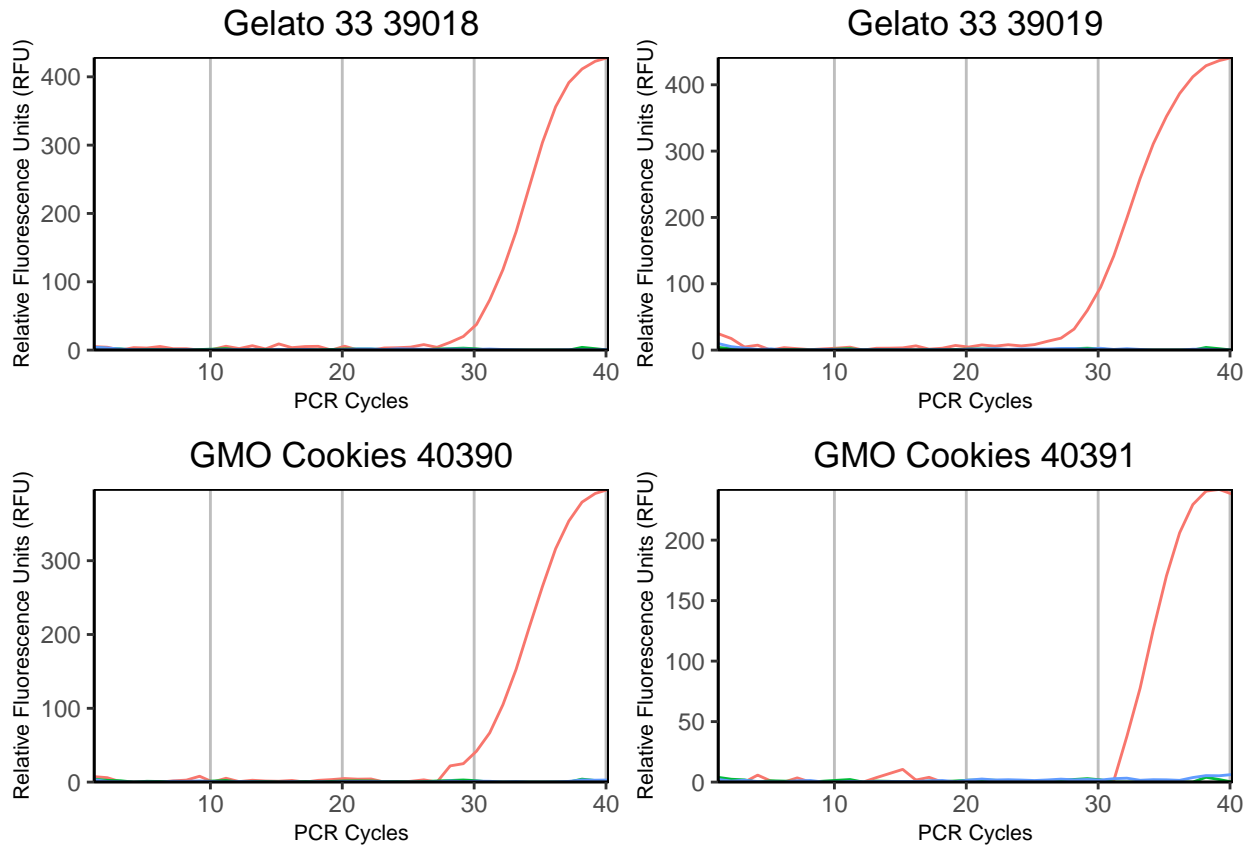 Gelato 33 39018
Relative Fluorescence Units (RFU)
400
300
200
100
0
10 20 30 40
PCR Cycles
Gelato 33 39019
Relative Fluorescence Units (RFU)
400
300
200
100
0
10 20 30 40
PCR Cycles
GMO Cookies 40390
Relative Fluorescence Units (RFU)
300
200
100
0
10 20 30 40
PCR Cycles
GMO Cookies 40391
Relative Fluorescence Units (RFU)
200
150
100
50
0
10 20 30 40
PCR Cycles